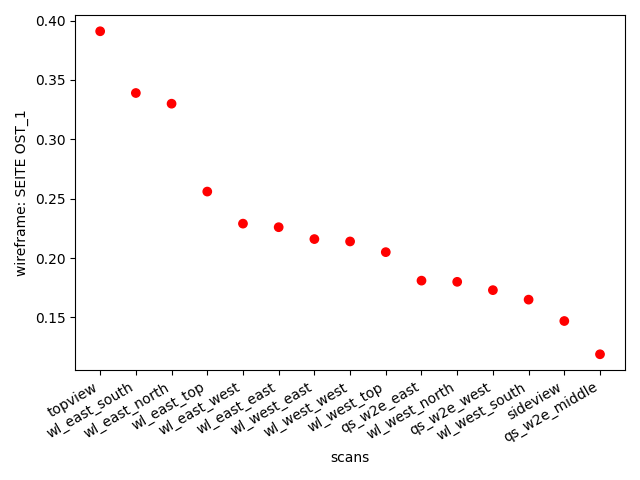 0.40
0.35
0.30
0.25
0.20
0.15
wireframe: SEITE OST_1
topview
wl_east_south
wl_east_north
wl_east_top
wl_east_west
wl_east_east
wl_west_east
wl_west_west
wl_west_top
qs_w2e_east
wl_west_north
qs_w2e_west
wl_west_south
sideview
qs_w2e_middle
scans